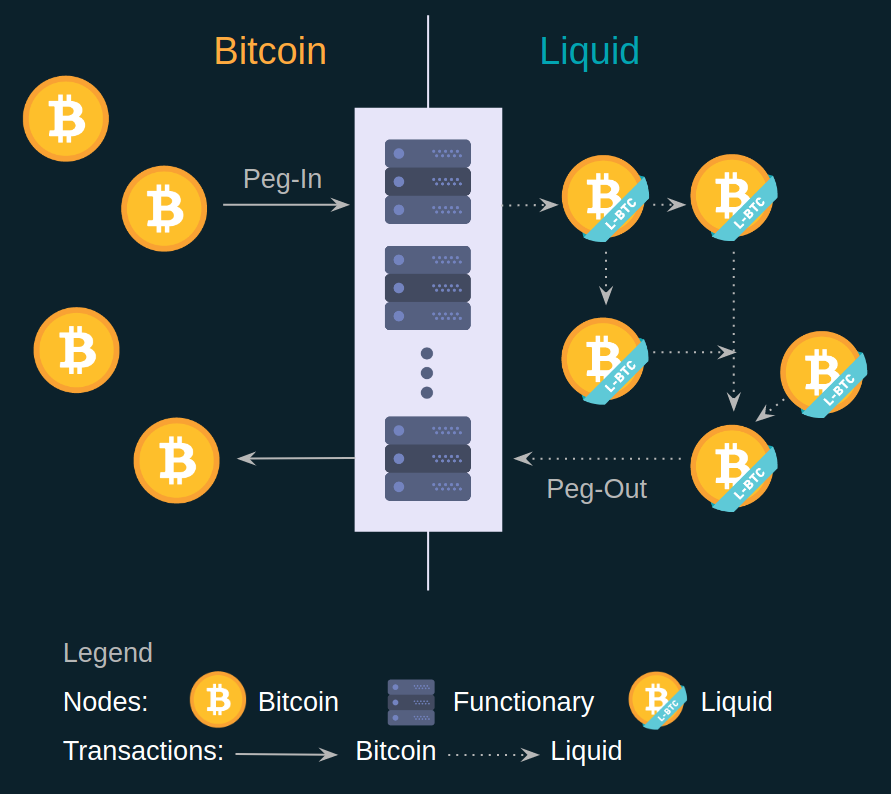 Bitcoin
Liquid
Peg-In
L-BTC
L-BTC
L-BTC
L-BTC
L-BTC
Peg-Out
Legend
Nodes: Bitcoin Functionary L-BTC Liquid
Transactions: Bitcoin Liquid